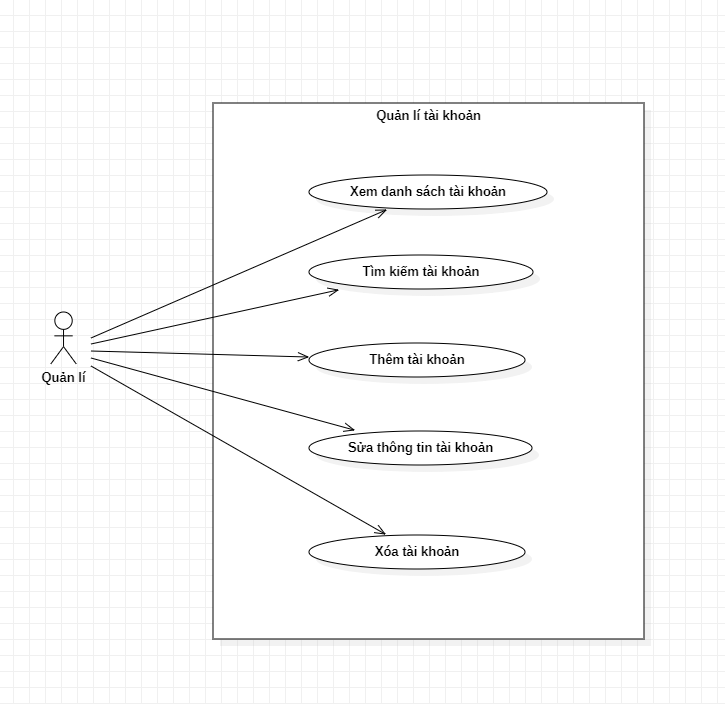 Quản lí tài khoản
Xem danh sách tài khoản
Tìm kiếm tài khoản
Thêm tài khoản
Quản lí
Sửa thông tin tài khoản
Xóa tài khoản